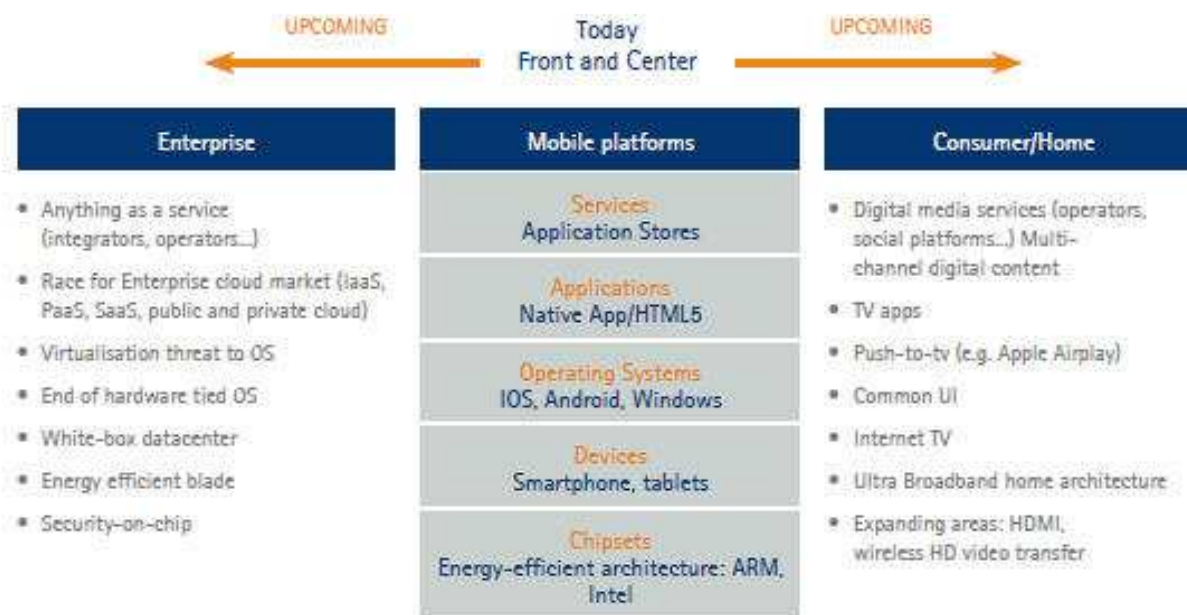 UPCOMING
Today
Front and Center
UPCOMING
Enterprise
• Anything as a service
(integrators, operators...)
• Race for Enterprise cloud market (IaaS,
PaaS, SaaS, public and private cloud)
• Virtualisation threat to OS
• End of hardware tied OS
• White-box datacenter
• Energy efficient blade
• Security-on-chip
Mobile platforms
Services
Application Stores
Applications
Native App/HTML5
Operating Systems
IOS, Android, Windows
Devices
Smartphone, tablets
Chipsets
Energy-efficient architecture: ARM,
Intel
Consumer/Home
• Digital media services (operators,
social platforms...) Multi-
channel digital content
• TV apps
• Push-to-tv (e.g. Apple Airplay)
• Common UI
• Internet TV
• Ultra Broadband home architecture
• Expanding areas: HDMI,
wireless HD video transfer